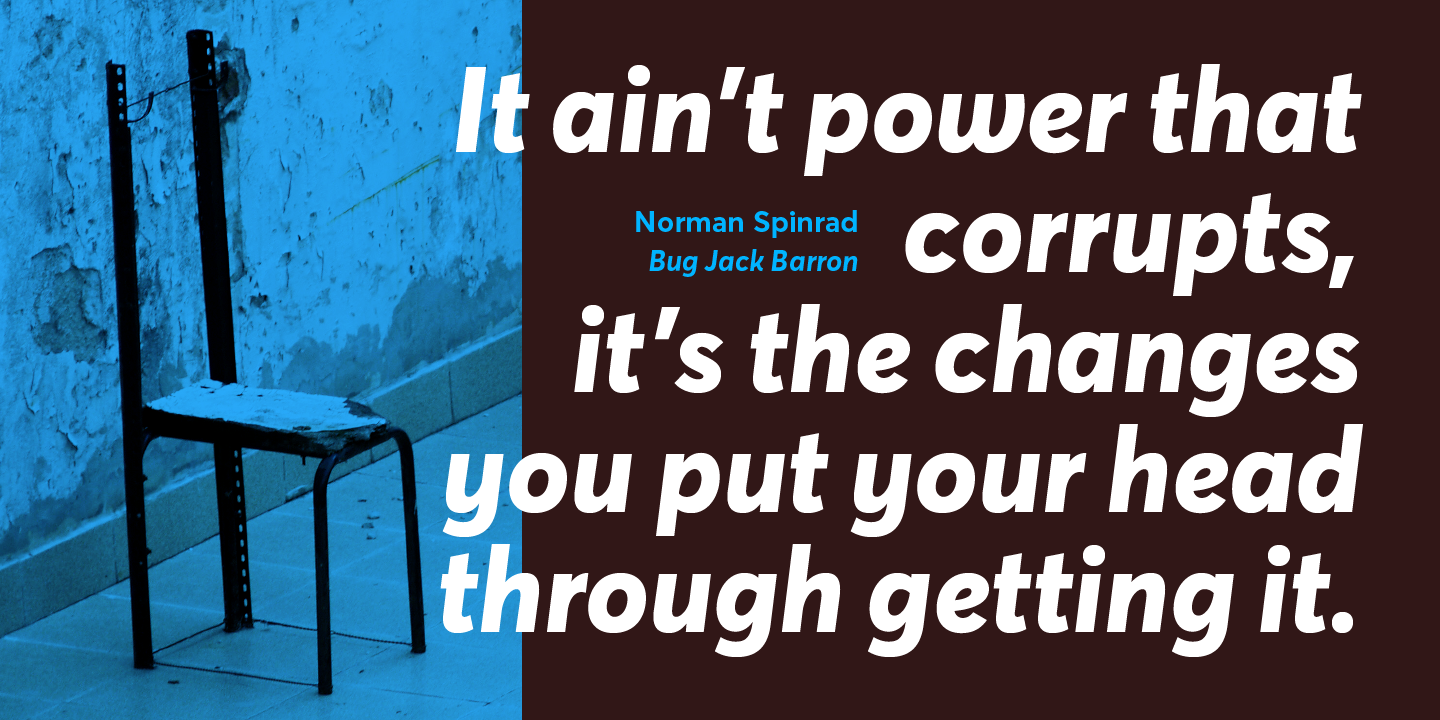 It ain’t power that
corrupts,
Norman Spinrad
Bug Jack Barron
it’s the changes
you put your head
through getting it.